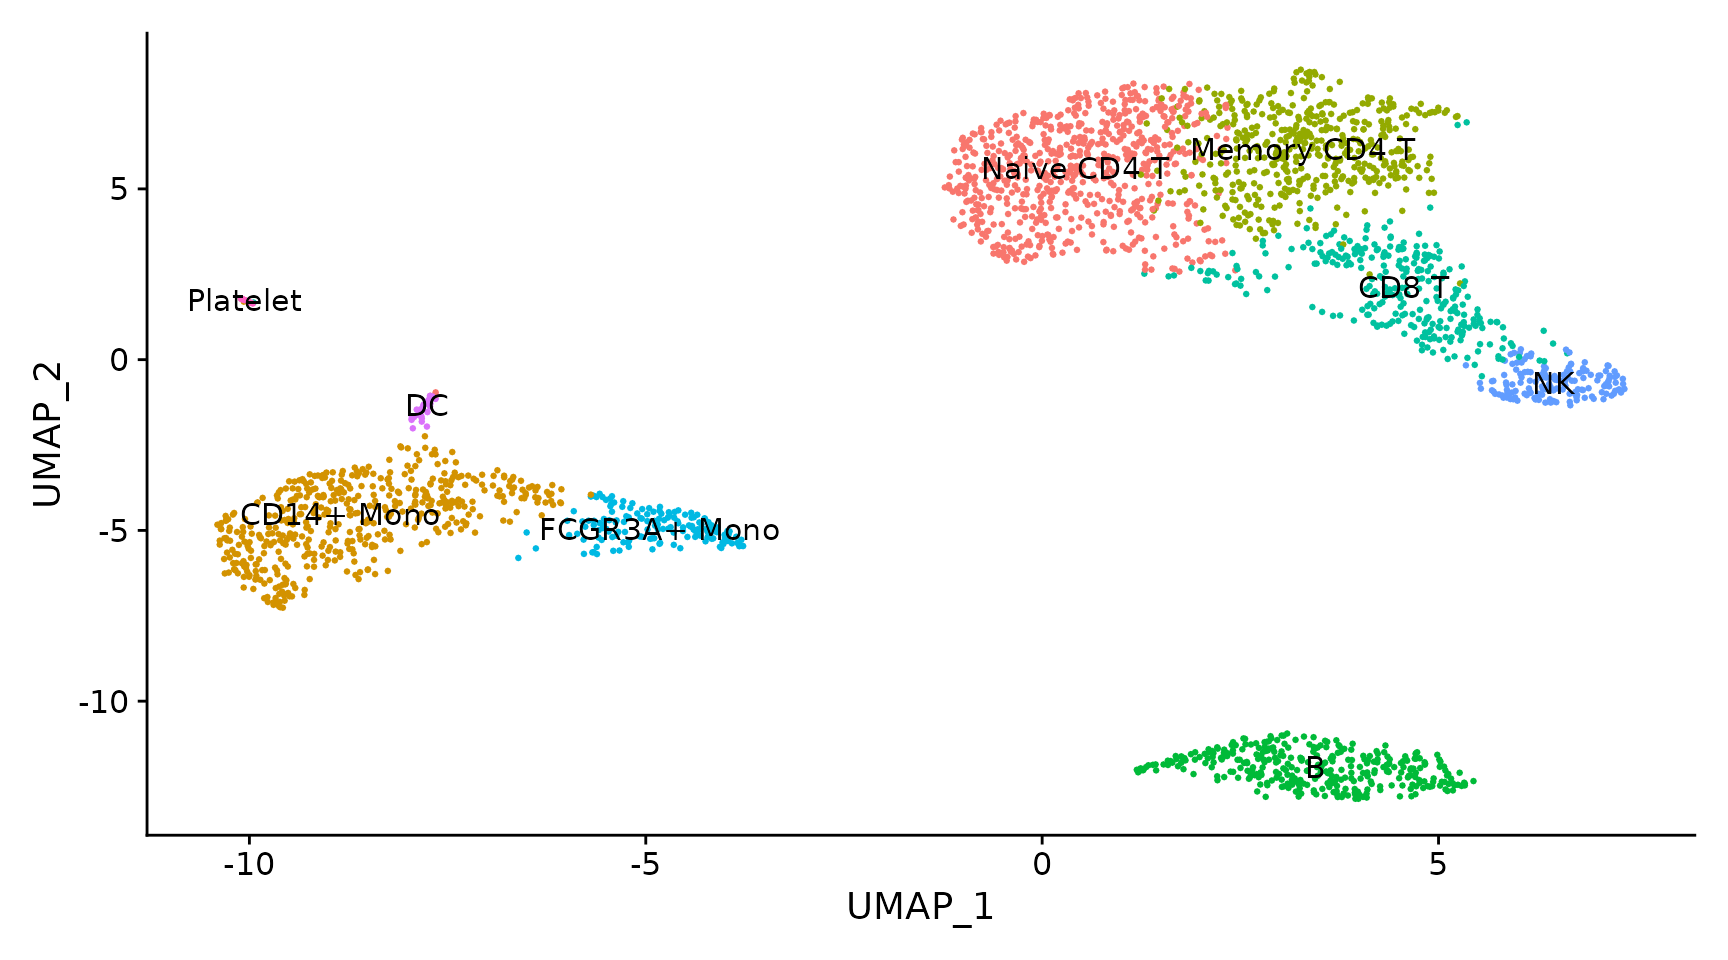 Naive CD4 T
Memory CD4 T
CD8 T
NK
Platelet
DC
CD14+ Mono
FCGR3A+ Mono
B
5
0
-5
-10
UMAP_2
-10
-5
0
5
UMAP_1